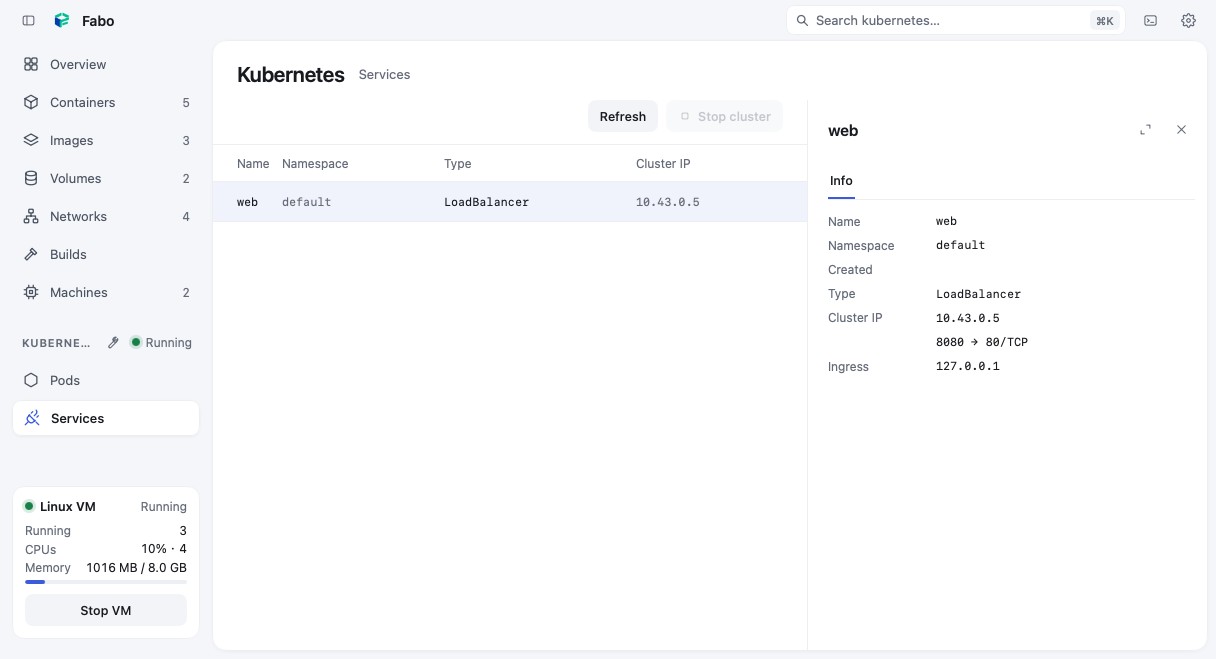 Fabo
Search kubernetes...
⌘K
Overview
Containers 5
Images 3
Volumes 2
Networks 4
Builds
Machines 2
KUBERNE... Running
Pods
Services
Linux VM Running
Running 3
CPUs 10% · 4
Memory 1016 MB / 8.0 GB
Stop VM
Kubernetes Services
Refresh Stop cluster
Name Namespace Type Cluster IP
web default LoadBalancer 10.43.0.5
web
Info
Name web
Namespace default
Created
Type LoadBalancer
Cluster IP 10.43.0.5
8080 → 80/TCP
Ingress 127.0.0.1